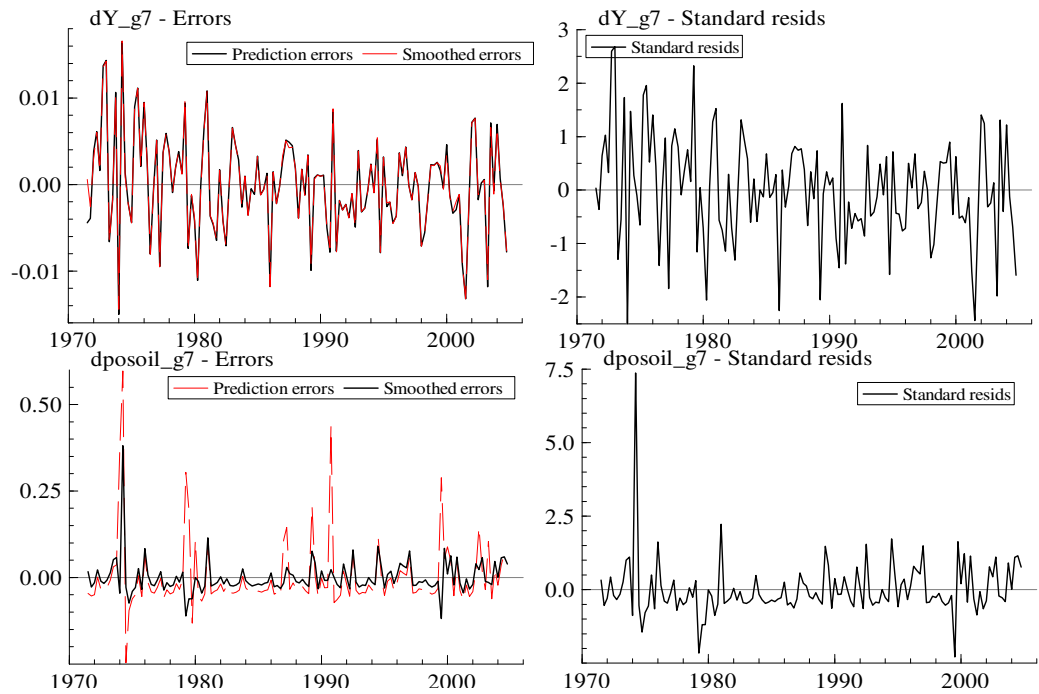 dY_g7 - Errors
Prediction errors Smoothed errors
0.01
0.00
-0.01
1970 1980 1990 2000
dY_g7 - Standard resids
Standard resids
3
2
1
0
-1
-2
1970 1980 1990 2000
dposoil_g7 - Errors
Prediction errors Smoothed errors
0.50
0.25
0.00
1970 1980 1990 2000
dposoil_g7 - Standard resids
Standard resids
7.5
5.0
2.5
0.0
1970 1980 1990 2000